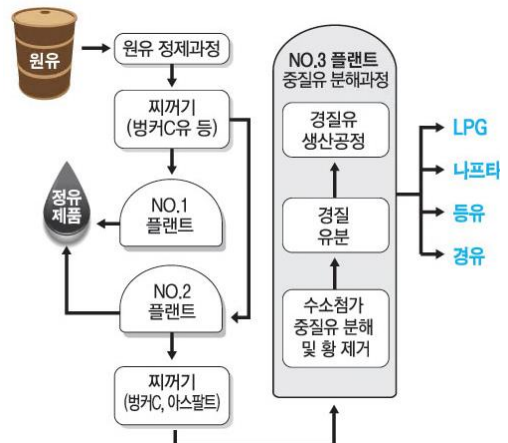 원유
원유 정제과정
찌꺼기
(벙커C유 등)
NO.1
플랜트
정유
제품
NO.2
플랜트
찌꺼기
(벙커C, 아스팔트)
NO.3 플랜트
중질유 분해과정
경질유
생산공정
경질
유분
수소첨가
중질유 분해
및 황 제거
LPG
나프타
등유
경유